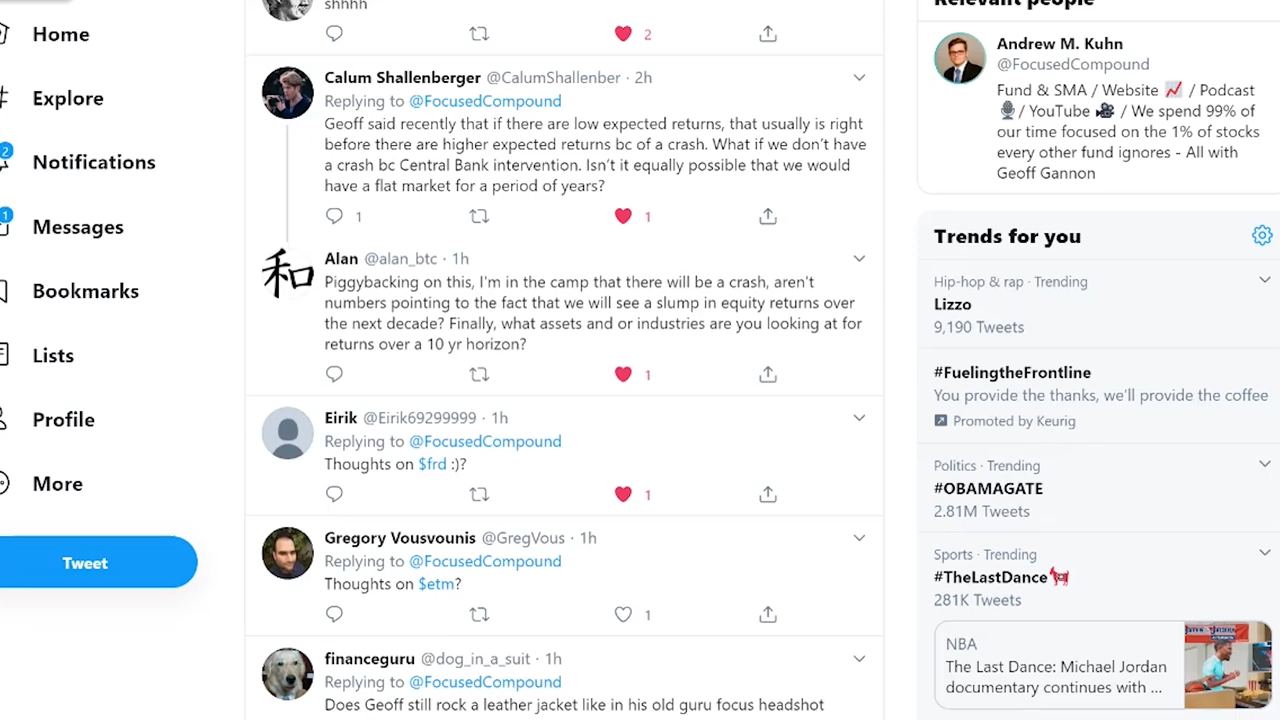 shhhh
2
Home
Explore
2
Notifications
1
Messages
Bookmarks
Lists
Profile
More
Tweet
Calum Shallenberger @CalumShallenber · 2h
Replying to @FocusedCompound
Geoff said recently that if there are low expected returns, that usually is right
before there are higher expected returns bc of a crash. What if we don't have
a crash bc Central Bank intervention. Isn't it equally possible that we would
have a flat market for a period of years?
1 1
和
Alan @alan_btc · 1h
Piggybacking on this, I'm in the camp that there will be a crash, aren't
numbers pointing to the fact that we will see a slump in equity returns over
the next decade? Finally, what assets and or industries are you looking at for
returns over a 10 yr horizon?
1
Eirik @Eirik69299999 · 1h
Replying to @FocusedCompound
Thoughts on $frd :)?
1
Gregory Vousvounis @GregVous · 1h
Replying to @FocusedCompound
Thoughts on $etm?
1
financeguru @dog_in_a_suit · 1h
Replying to @FocusedCompound
Does Geoff still rock a leather jacket like in his old guru focus headshot
Relevant people
Andrew M. Kuhn
@FocusedCompound
Fund & SMA / Website 📈 / Podcast
🎙️/ YouTube 🎥 / We spend 99% of
our time focused on the 1% of stocks
every other fund ignores - All with
Geoff Gannon
Trends for you
Hip-hop & rap · Trending
Lizzo
9,190 Tweets
#FuelingtheFrontline
You provide the thanks, we'll provide the coffee
Promoted by Keurig
Politics · Trending
#OBAMAGATE
2.81M Tweets
Sports · Trending
#TheLastDance
281K Tweets
NBA
The Last Dance: Michael Jordan
documentary continues with ...